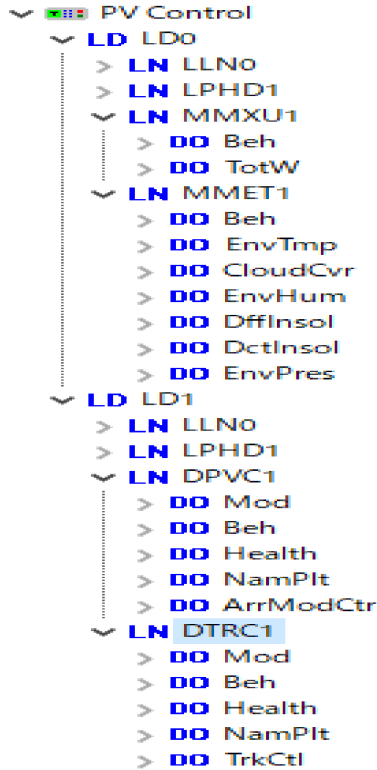 PV Control
LD LD0
LN LLN0
LN LPHD1
LN MMXU1
DO Beh
DO TotW
LN MMET1
DO Beh
DO EnvTmp
DO CloudCvr
DO EnvHum
DO DffInsol
DO DctInsol
DO EnvPres
LD LD1
LN LLN0
LN LPHD1
LN DPVC1
DO Mod
DO Beh
DO Health
DO NamPlt
DO ArrModCtr
LN DTRC1
DO Mod
DO Beh
DO Health
DO NamPlt
DO TrkCtl